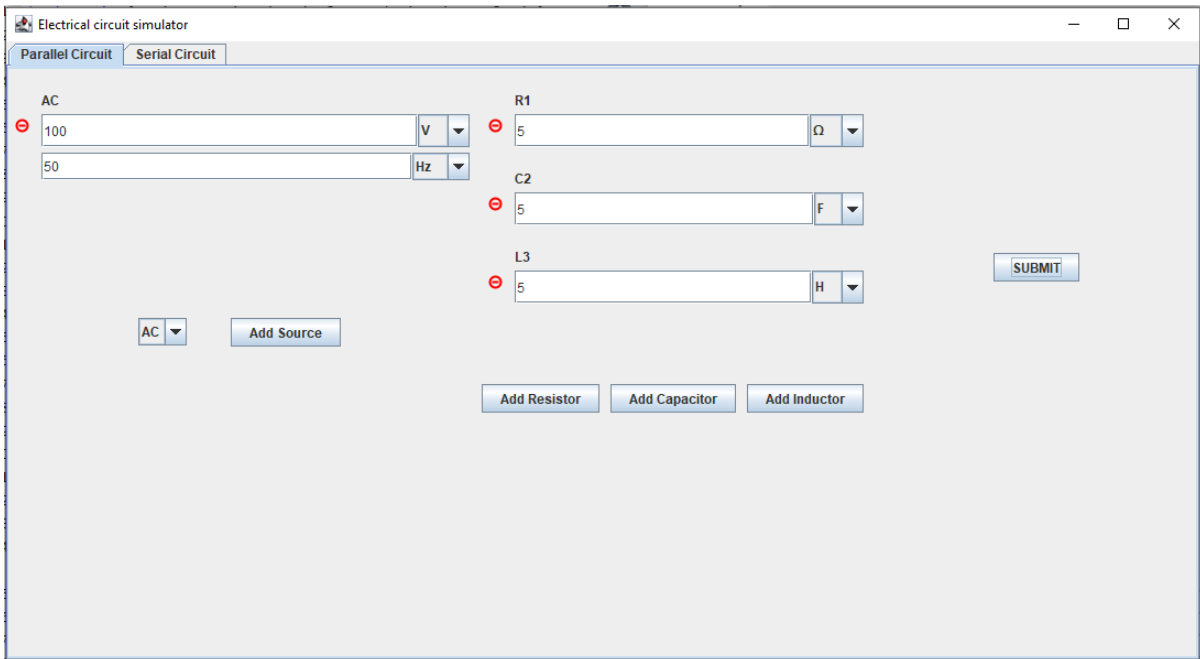 Electrical circuit simulator
Parallel Circuit Serial Circuit
AC
100 V
50 Hz
R1
5 Ω
C2
5 F
L3
5 H
SUBMIT
AC Add Source
Add Resistor Add Capacitor Add Inductor